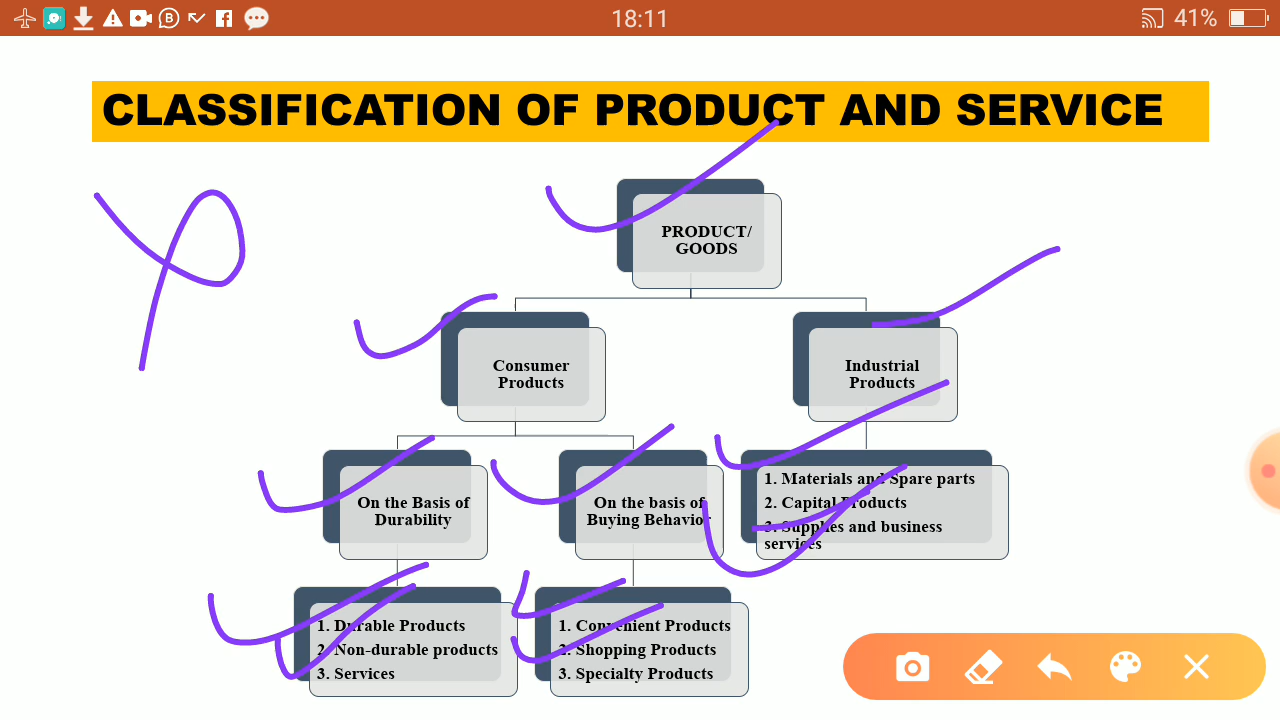 18:11
41%
CLASSIFICATION OF PRODUCT AND SERVICE
PRODUCT/
GOODS
Consumer
Products
Industrial
Products
On the Basis of
Durability
On the basis of
Buying Behavior
1. Materials and Spare parts
2. Capital Products
3. Supplies and business
services
1. Durable Products
2. Non-durable products
3. Services
1. Convenient Products
2. Shopping Products
3. Specialty Products